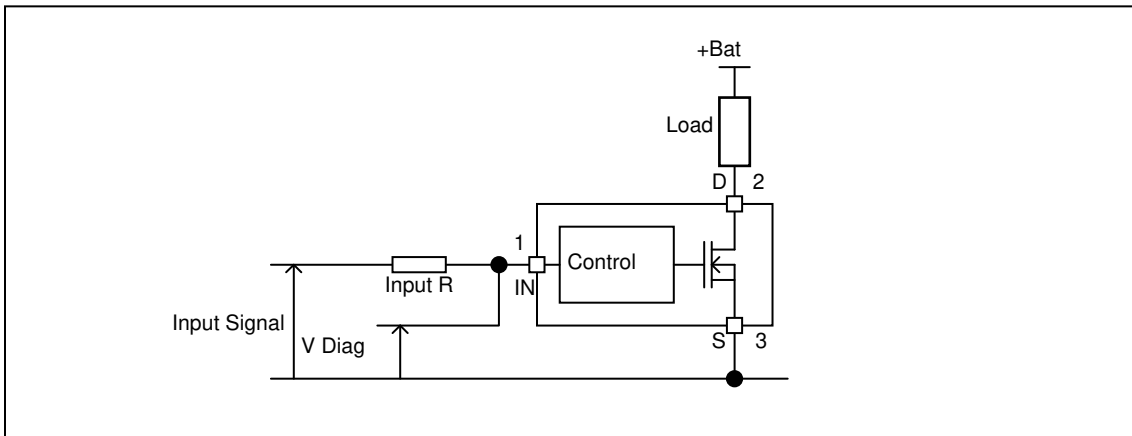 +Bat
Load
D 2
1
Control
Input R
IN
Input Signal
V Diag
S 3